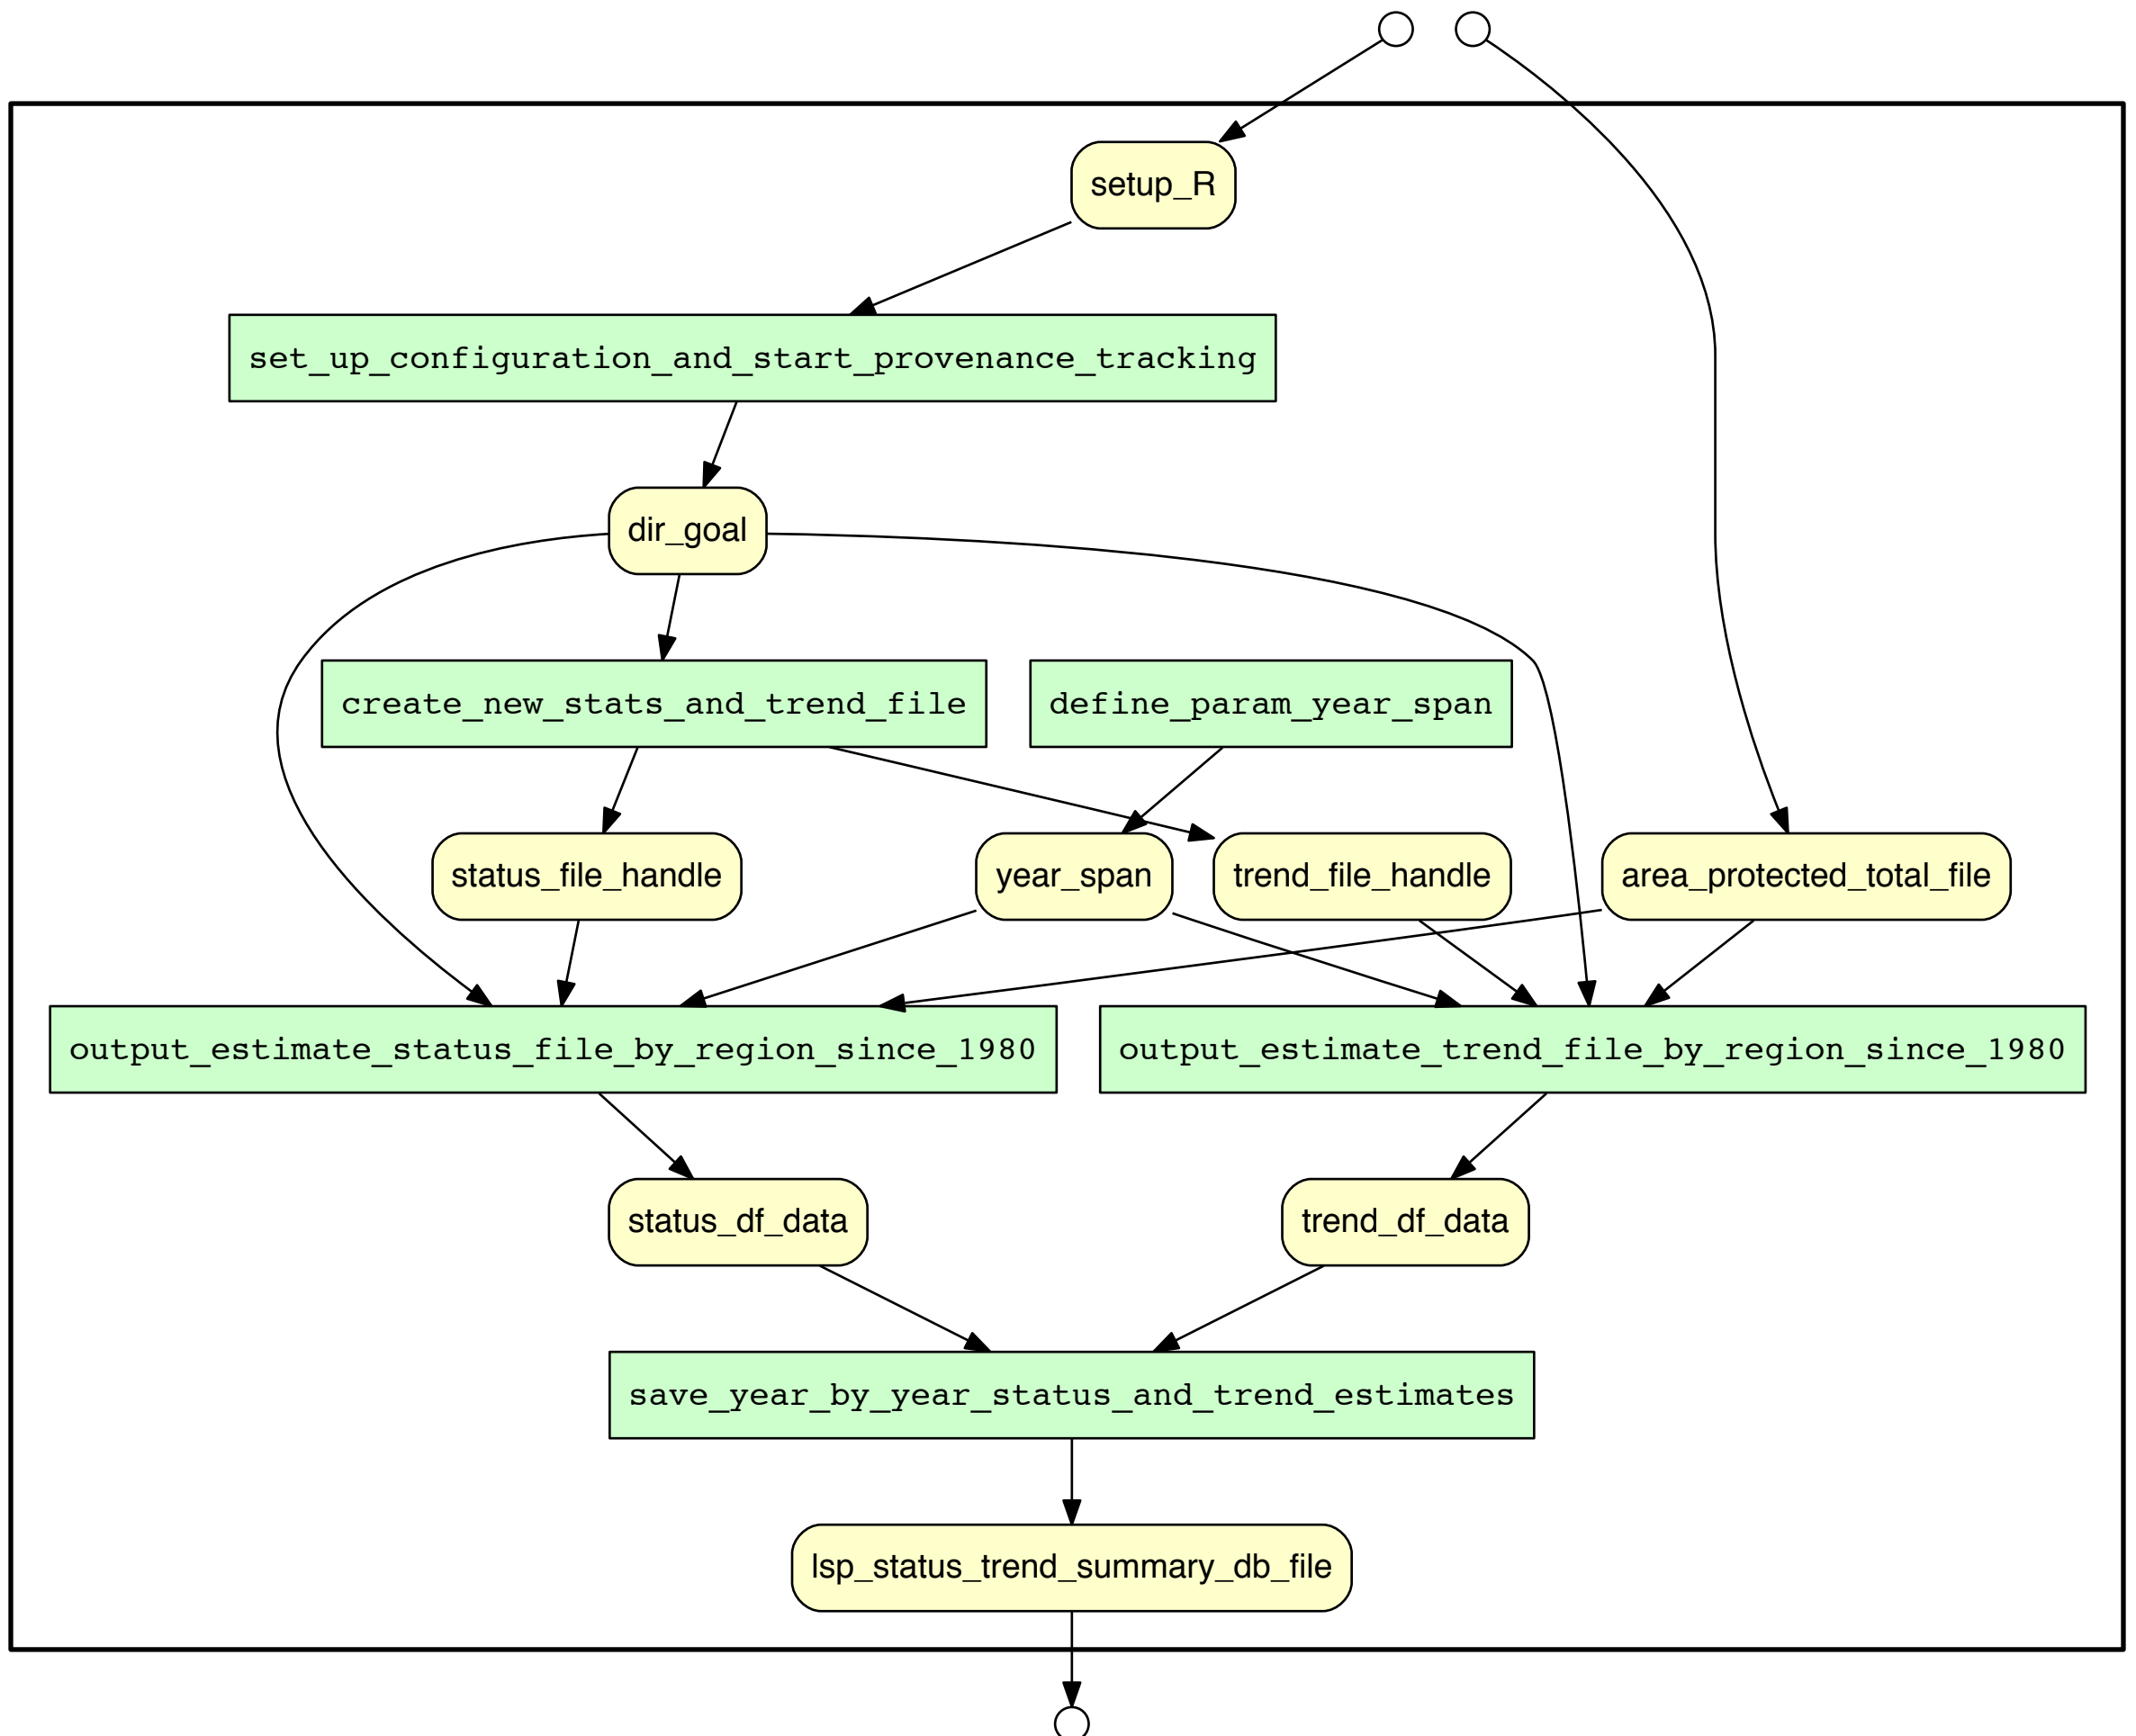 setup_R
set_up_configuration_and_start_provenance_tracking
dir_goal
create_new_stats_and_trend_file
define_param_year_span
status_file_handle
year_span
trend_file_handle
area_protected_total_file
output_estimate_status_file_by_region_since_1980
output_estimate_trend_file_by_region_since_1980
status_df_data
trend_df_data
save_year_by_year_status_and_trend_estimates
lsp_status_trend_summary_db_file